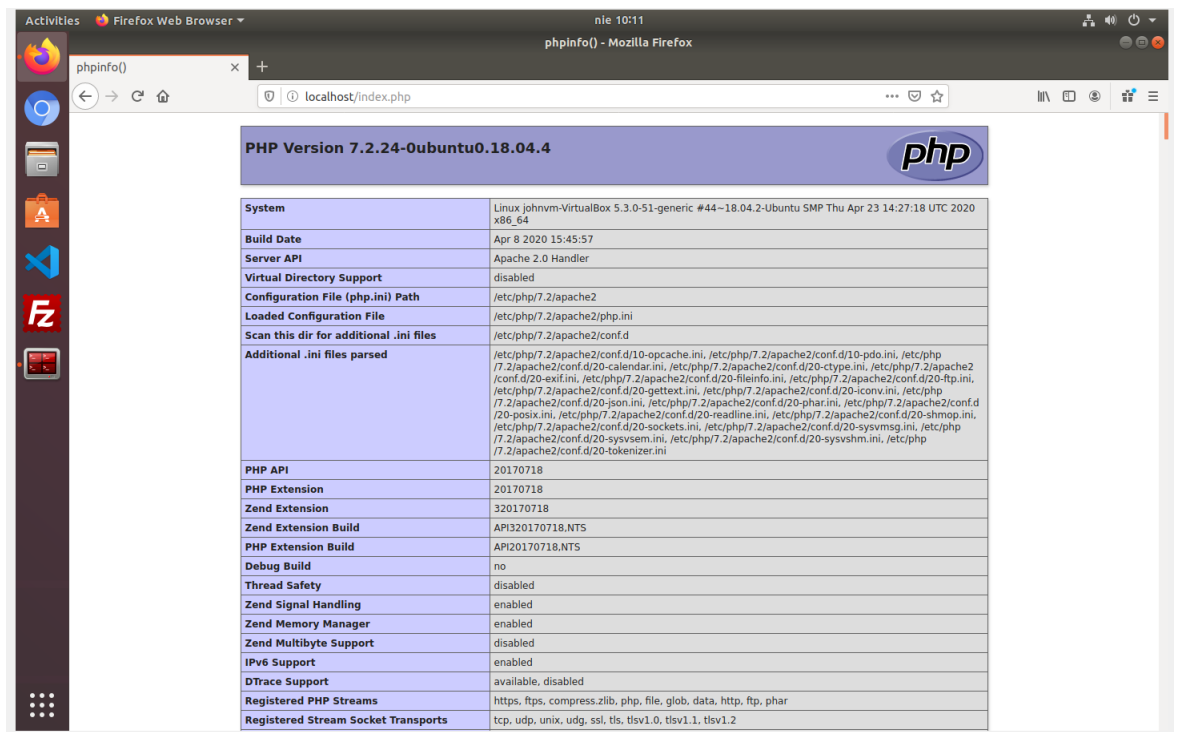 Activities
Firefox Web Browser
nie 10:11
phpinfo() - Mozilla Firefox
phpinfo()
localhost/index.php
PHP Version 7.2.24-0ubuntu0.18.04.4
php
System
Linux johnvm-VirtualBox 5.3.0-51-generic #44~18.04.2-Ubuntu SMP Thu Apr 23 14:27:18 UTC 2020
x86_64
Build Date
Apr 8 2020 15:45:57
Server API
Apache 2.0 Handler
Virtual Directory Support
disabled
Configuration File (php.ini) Path
/etc/php/7.2/apache2
Loaded Configuration File
/etc/php/7.2/apache2/php.ini
Scan this dir for additional .ini files
/etc/php/7.2/apache2/conf.d
Additional .ini files parsed
/etc/php/7.2/apache2/conf.d/10-opcache.ini, /etc/php/7.2/apache2/conf.d/10-pdo.ini, /etc/php
/7.2/apache2/conf.d/20-calendar.ini, /etc/php/7.2/apache2/conf.d/20-ctype.ini, /etc/php/7.2/apache2
/conf.d/20-exif.ini, /etc/php/7.2/apache2/conf.d/20-fileinfo.ini, /etc/php/7.2/apache2/conf.d/20-ftp.ini,
/etc/php/7.2/apache2/conf.d/20-gettext.ini, /etc/php/7.2/apache2/conf.d/20-iconv.ini, /etc/php
/7.2/apache2/conf.d/20-json.ini, /etc/php/7.2/apache2/conf.d/20-phar.ini, /etc/php/7.2/apache2/conf.d
/20-posix.ini, /etc/php/7.2/apache2/conf.d/20-readline.ini, /etc/php/7.2/apache2/conf.d/20-shmop.ini,
/etc/php/7.2/apache2/conf.d/20-sockets.ini, /etc/php/7.2/apache2/conf.d/20-sysvmsg.ini, /etc/php
/7.2/apache2/conf.d/20-sysvsem.ini, /etc/php/7.2/apache2/conf.d/20-sysvshm.ini, /etc/php
/7.2/apache2/conf.d/20-tokenizer.ini
PHP API
20170718
PHP Extension
20170718
Zend Extension
320170718
Zend Extension Build
API320170718,NTS
PHP Extension Build
API20170718,NTS
Debug Build
no
Thread Safety
disabled
Zend Signal Handling
enabled
Zend Memory Manager
enabled
Zend Multibyte Support
disabled
IPv6 Support
enabled
DTrace Support
available, disabled
Registered PHP Streams
https, ftps, compress.zlib, php, file, glob, data, http, ftp, phar
Registered Stream Socket Transports
tcp, udp, unix, udg, ssl, tls, tlsv1.0, tlsv1.1, tlsv1.2